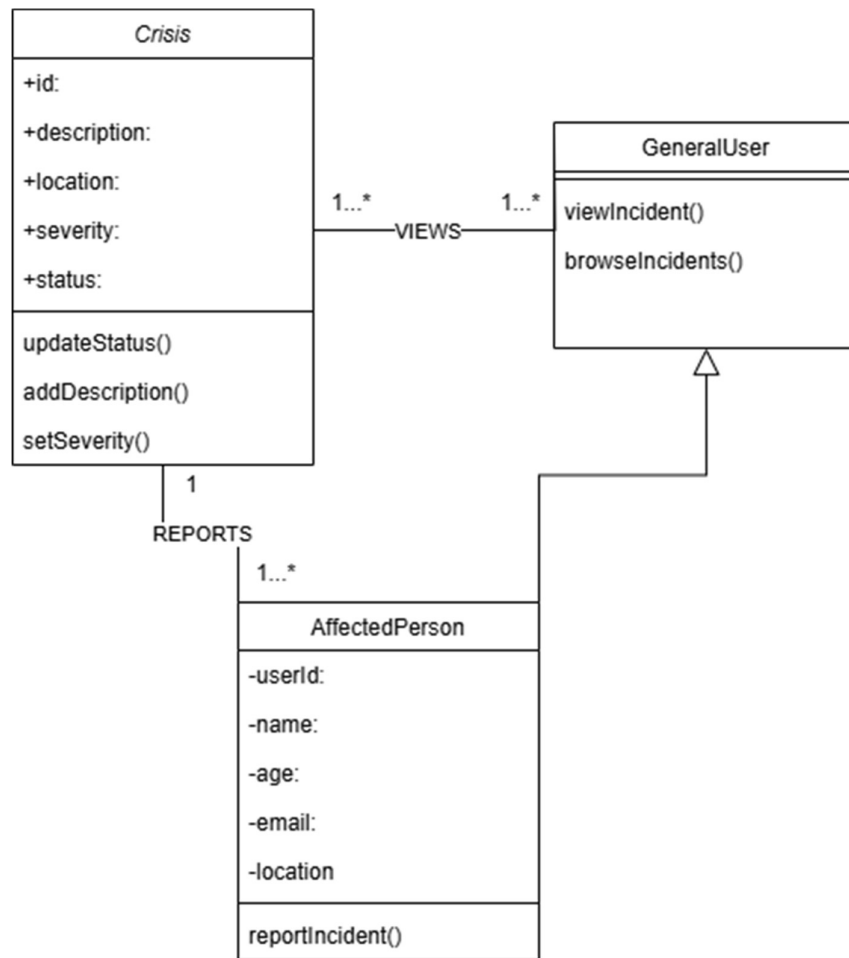 Crisis
+id:
+description:
+location:
+severity:
+status:
updateStatus()
addDescription()
setSeverity()
1...*
VIEWS
1...*
GeneralUser
viewIncident()
browseIncidents()
1
REPORTS
1...*
AffectedPerson
-userId:
-name:
-age:
-email:
-location
reportIncident()